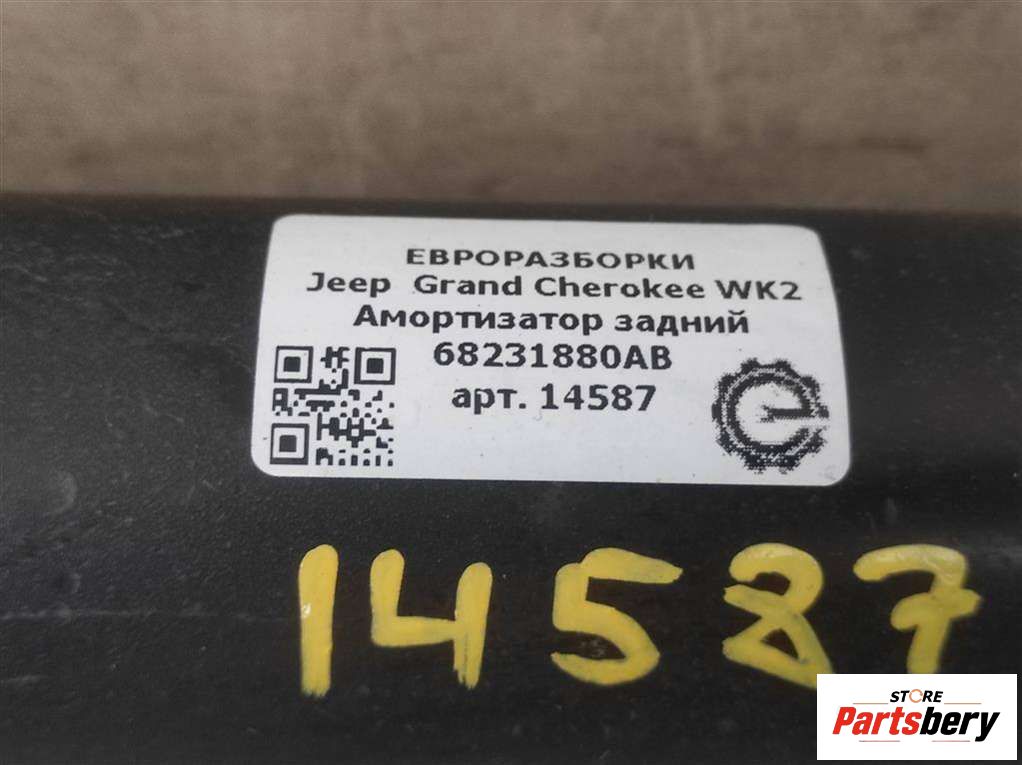 ЕВРОРАЗБОРКИ
Jeep Grand Cherokee WK2
Амортизатор задний
68231880AB
арт. 14587
14587
STORE
Partsbery